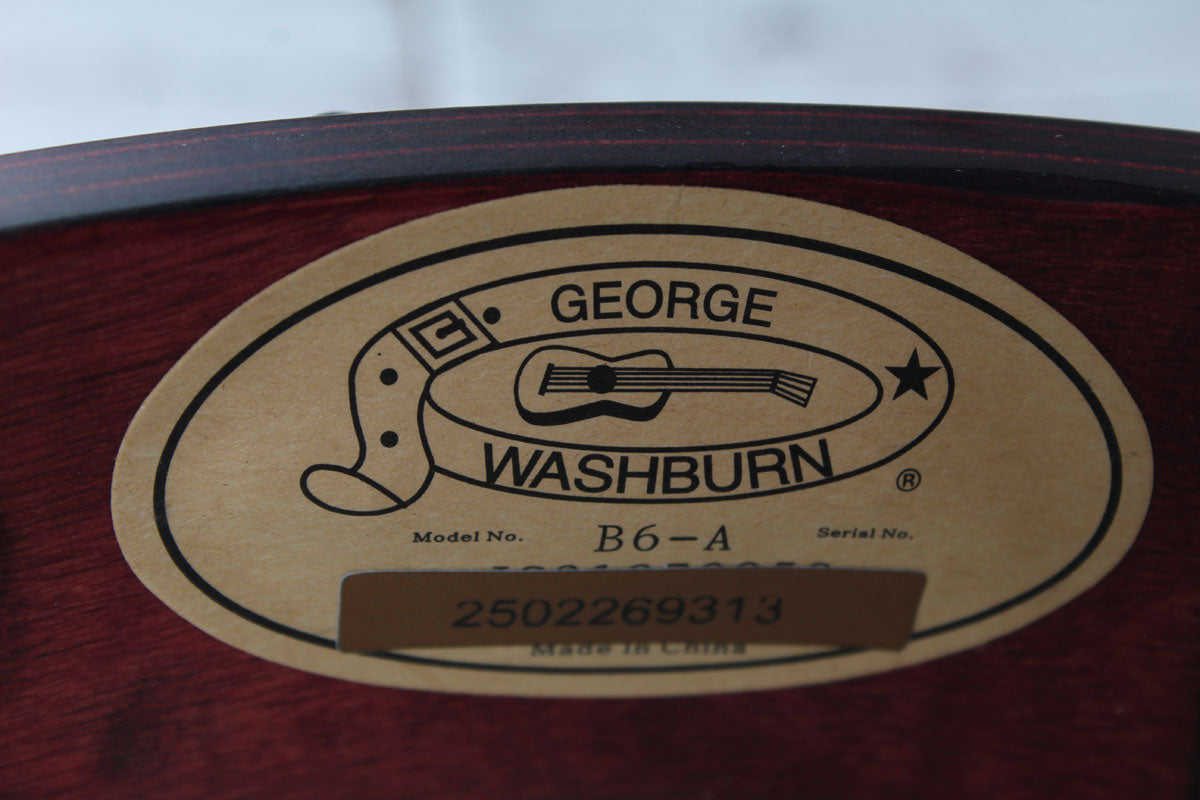 GEORGE
WASHBURN
®
Model No. B6-A Serial No.
2502269313
Made in China